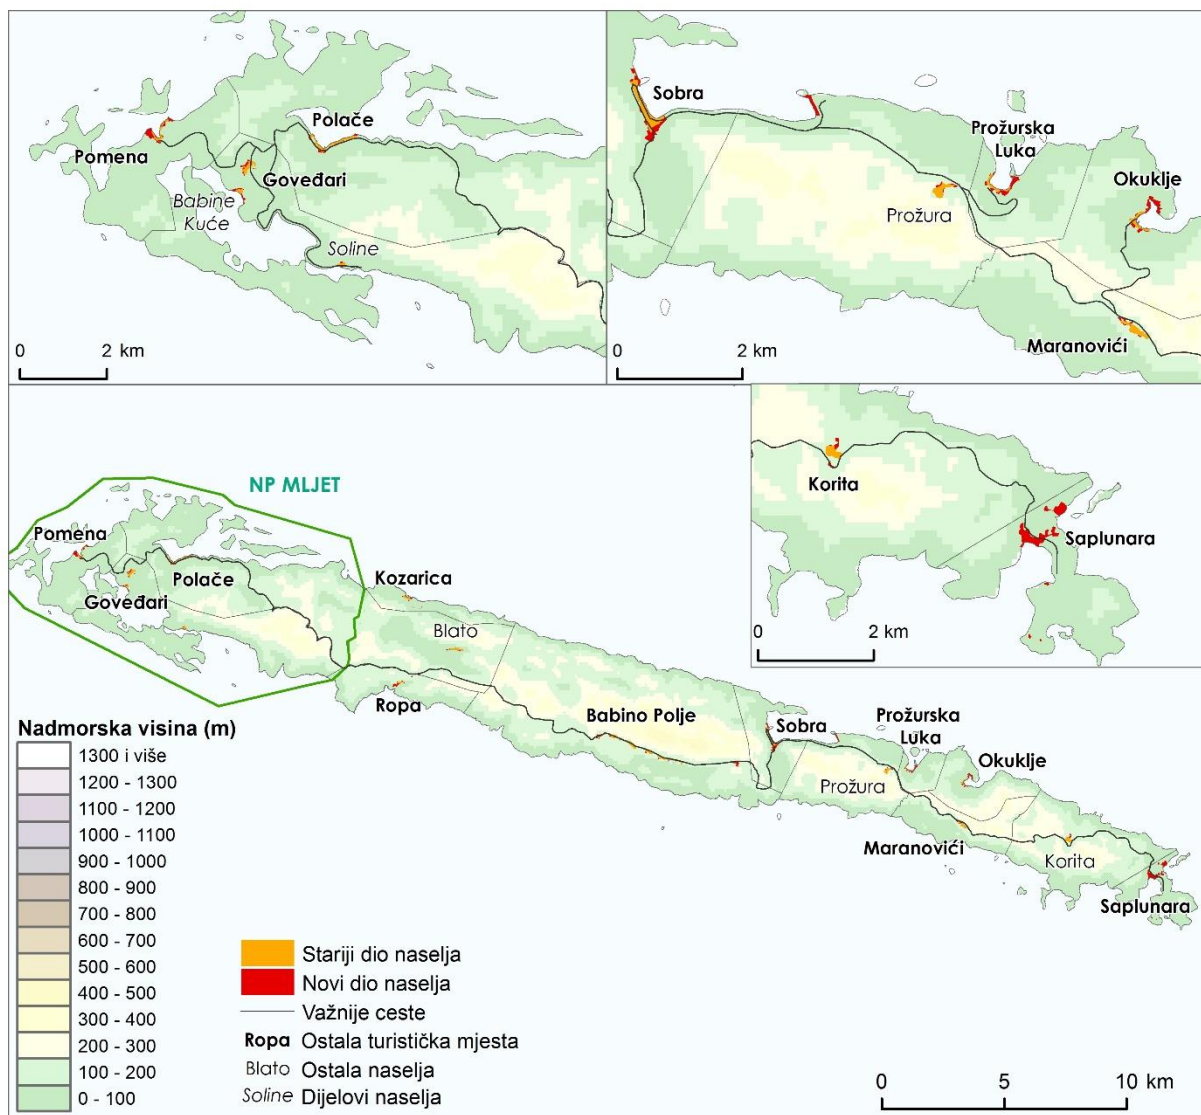 Pomena
Polače
Goveđari
Babine
Kuće
Soline
0 2 km
Sobra
Prožurska
Luka
Okuklje
Prožura
Maranovići
0 2 km
Korita
Saplunara
0 2 km
NP MLJET
Pomena
Polače
Goveđari
Kozarica
Blato
Ropa
Babino Polje
Sobra
Prožurska
Luka
Okuklje
Prožura
Maranovići
Korita
Saplunara
Nadmorska visina (m)
1300 i više
1200 - 1300
1100 - 1200
1000 - 1100
900 - 1000
800 - 900
700 - 800
600 - 700
500 - 600
400 - 500
300 - 400
200 - 300
100 - 200
0 - 100
Stariji dio naselja
Novi dio naselja
Važnije ceste
Ropa Ostala turistička mjesta
Blato Ostala naselja
Soline Dijelovi naselja
0 5 10 km